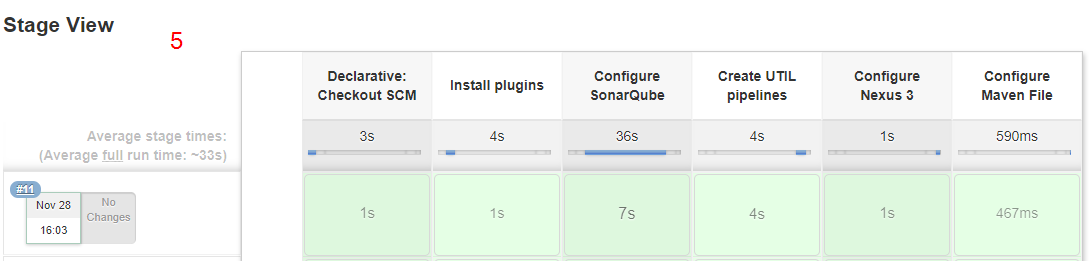 Stage View
5
Declarative:
Checkout SCM
Install plugins
Configure
SonarQube
Create UTIL
pipelines
Configure
Nexus 3
Configure
Maven File
Average stage times:
(Average full run time: ~33s)
3s
4s
36s
4s
1s
590ms
#11
Nov 28
16:03
No
Changes
1s
1s
7s
4s
1s
467ms